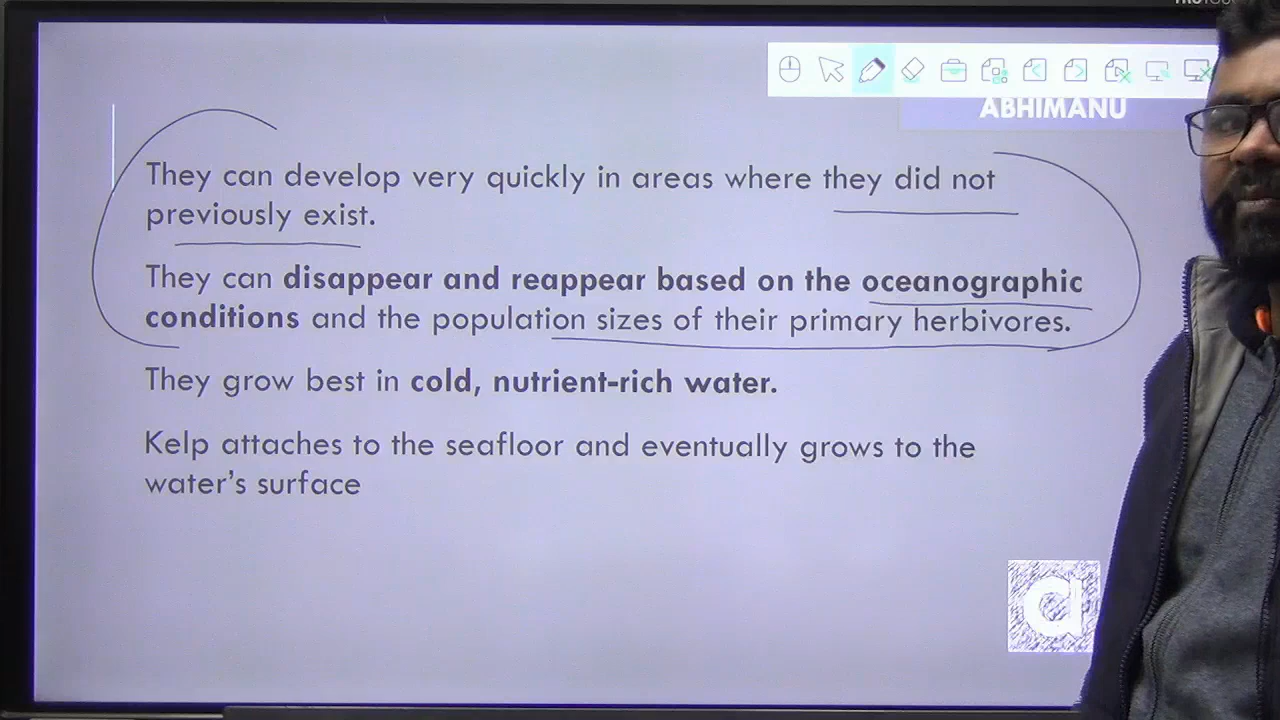 ABHIMANU
They can develop very quickly in areas where they did not
previously exist.
They can disappear and reappear based on the oceanographic
conditions and the population sizes of their primary herbivores.
They grow best in cold, nutrient-rich water.
Kelp attaches to the seafloor and eventually grows to the
water's surface
a